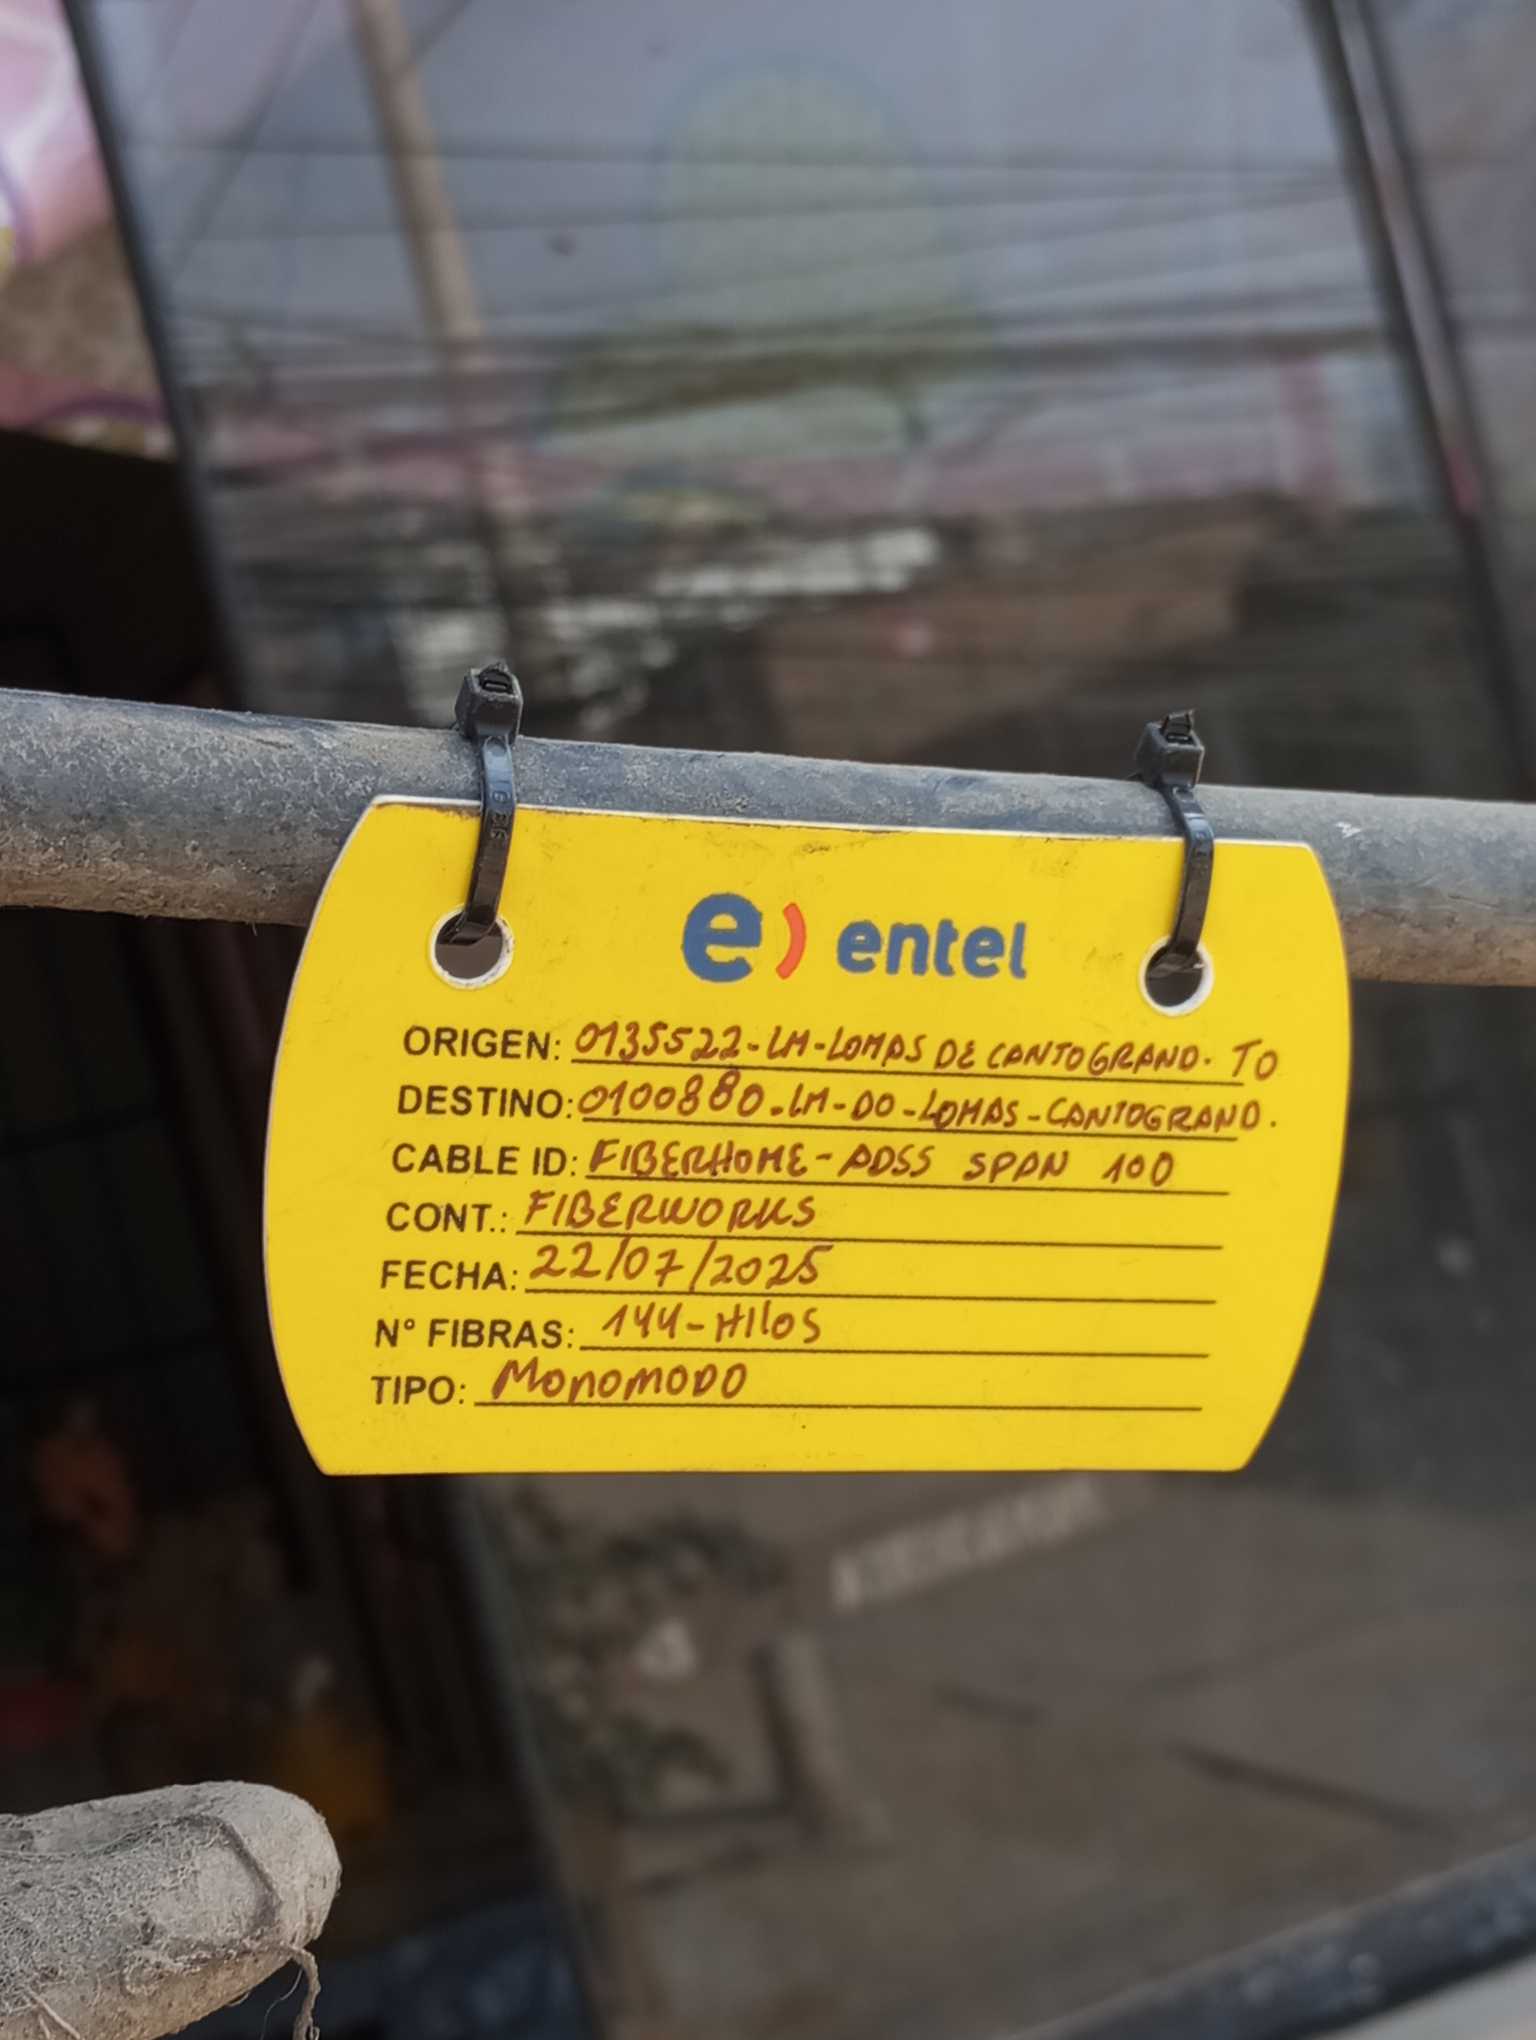 e) entel
ORIGEN: 0135522-LM-LOMAS DE CANTOGRAND. TO
DESTINO: 0100880.LM-DO-LOMAS-CANTOGRAND.
CABLE ID: FIBERHOME-ADSS SPAN 100
CONT.: FIBERWORKS
FECHA: 22/07/2025
N° FIBRAS: 144-HILOS
TIPO: MONOMODO